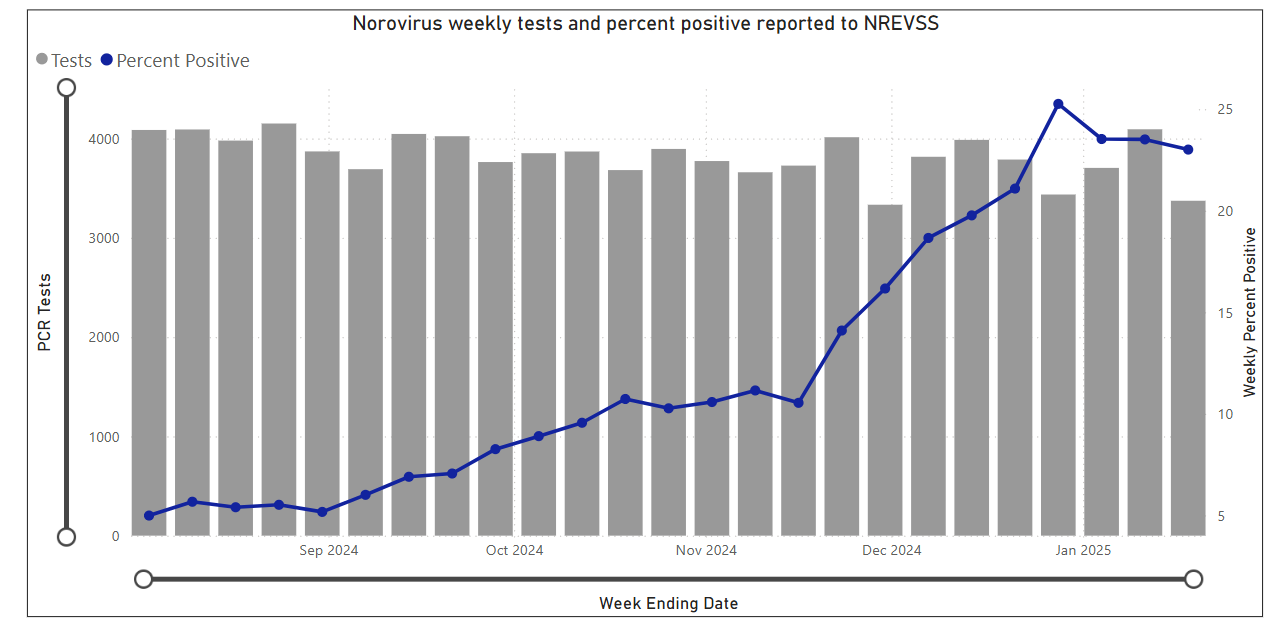 Norovirus weekly tests and percent positive reported to NREVSS
Tests Percent Positive
4000
3000
2000
1000
0
PCR Tests
25
20
15
10
5
Weekly Percent Positive
Sep 2024 Oct 2024 Nov 2024 Dec 2024 Jan 2025
Week Ending Date